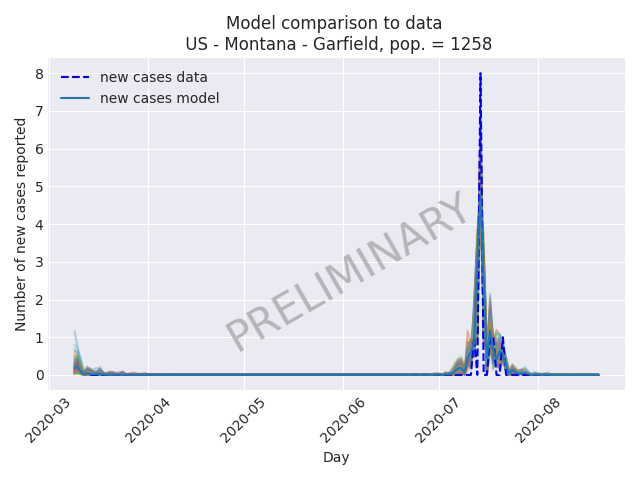 Model comparison to data
US - Montana - Garfield, pop. = 1258
8
7
6
5
4
3
2
1
0
Number of new cases reported
new cases data
new cases model
PRELIMINARY
2020-03
2020-04
2020-05
2020-06
2020-07
2020-08
Day